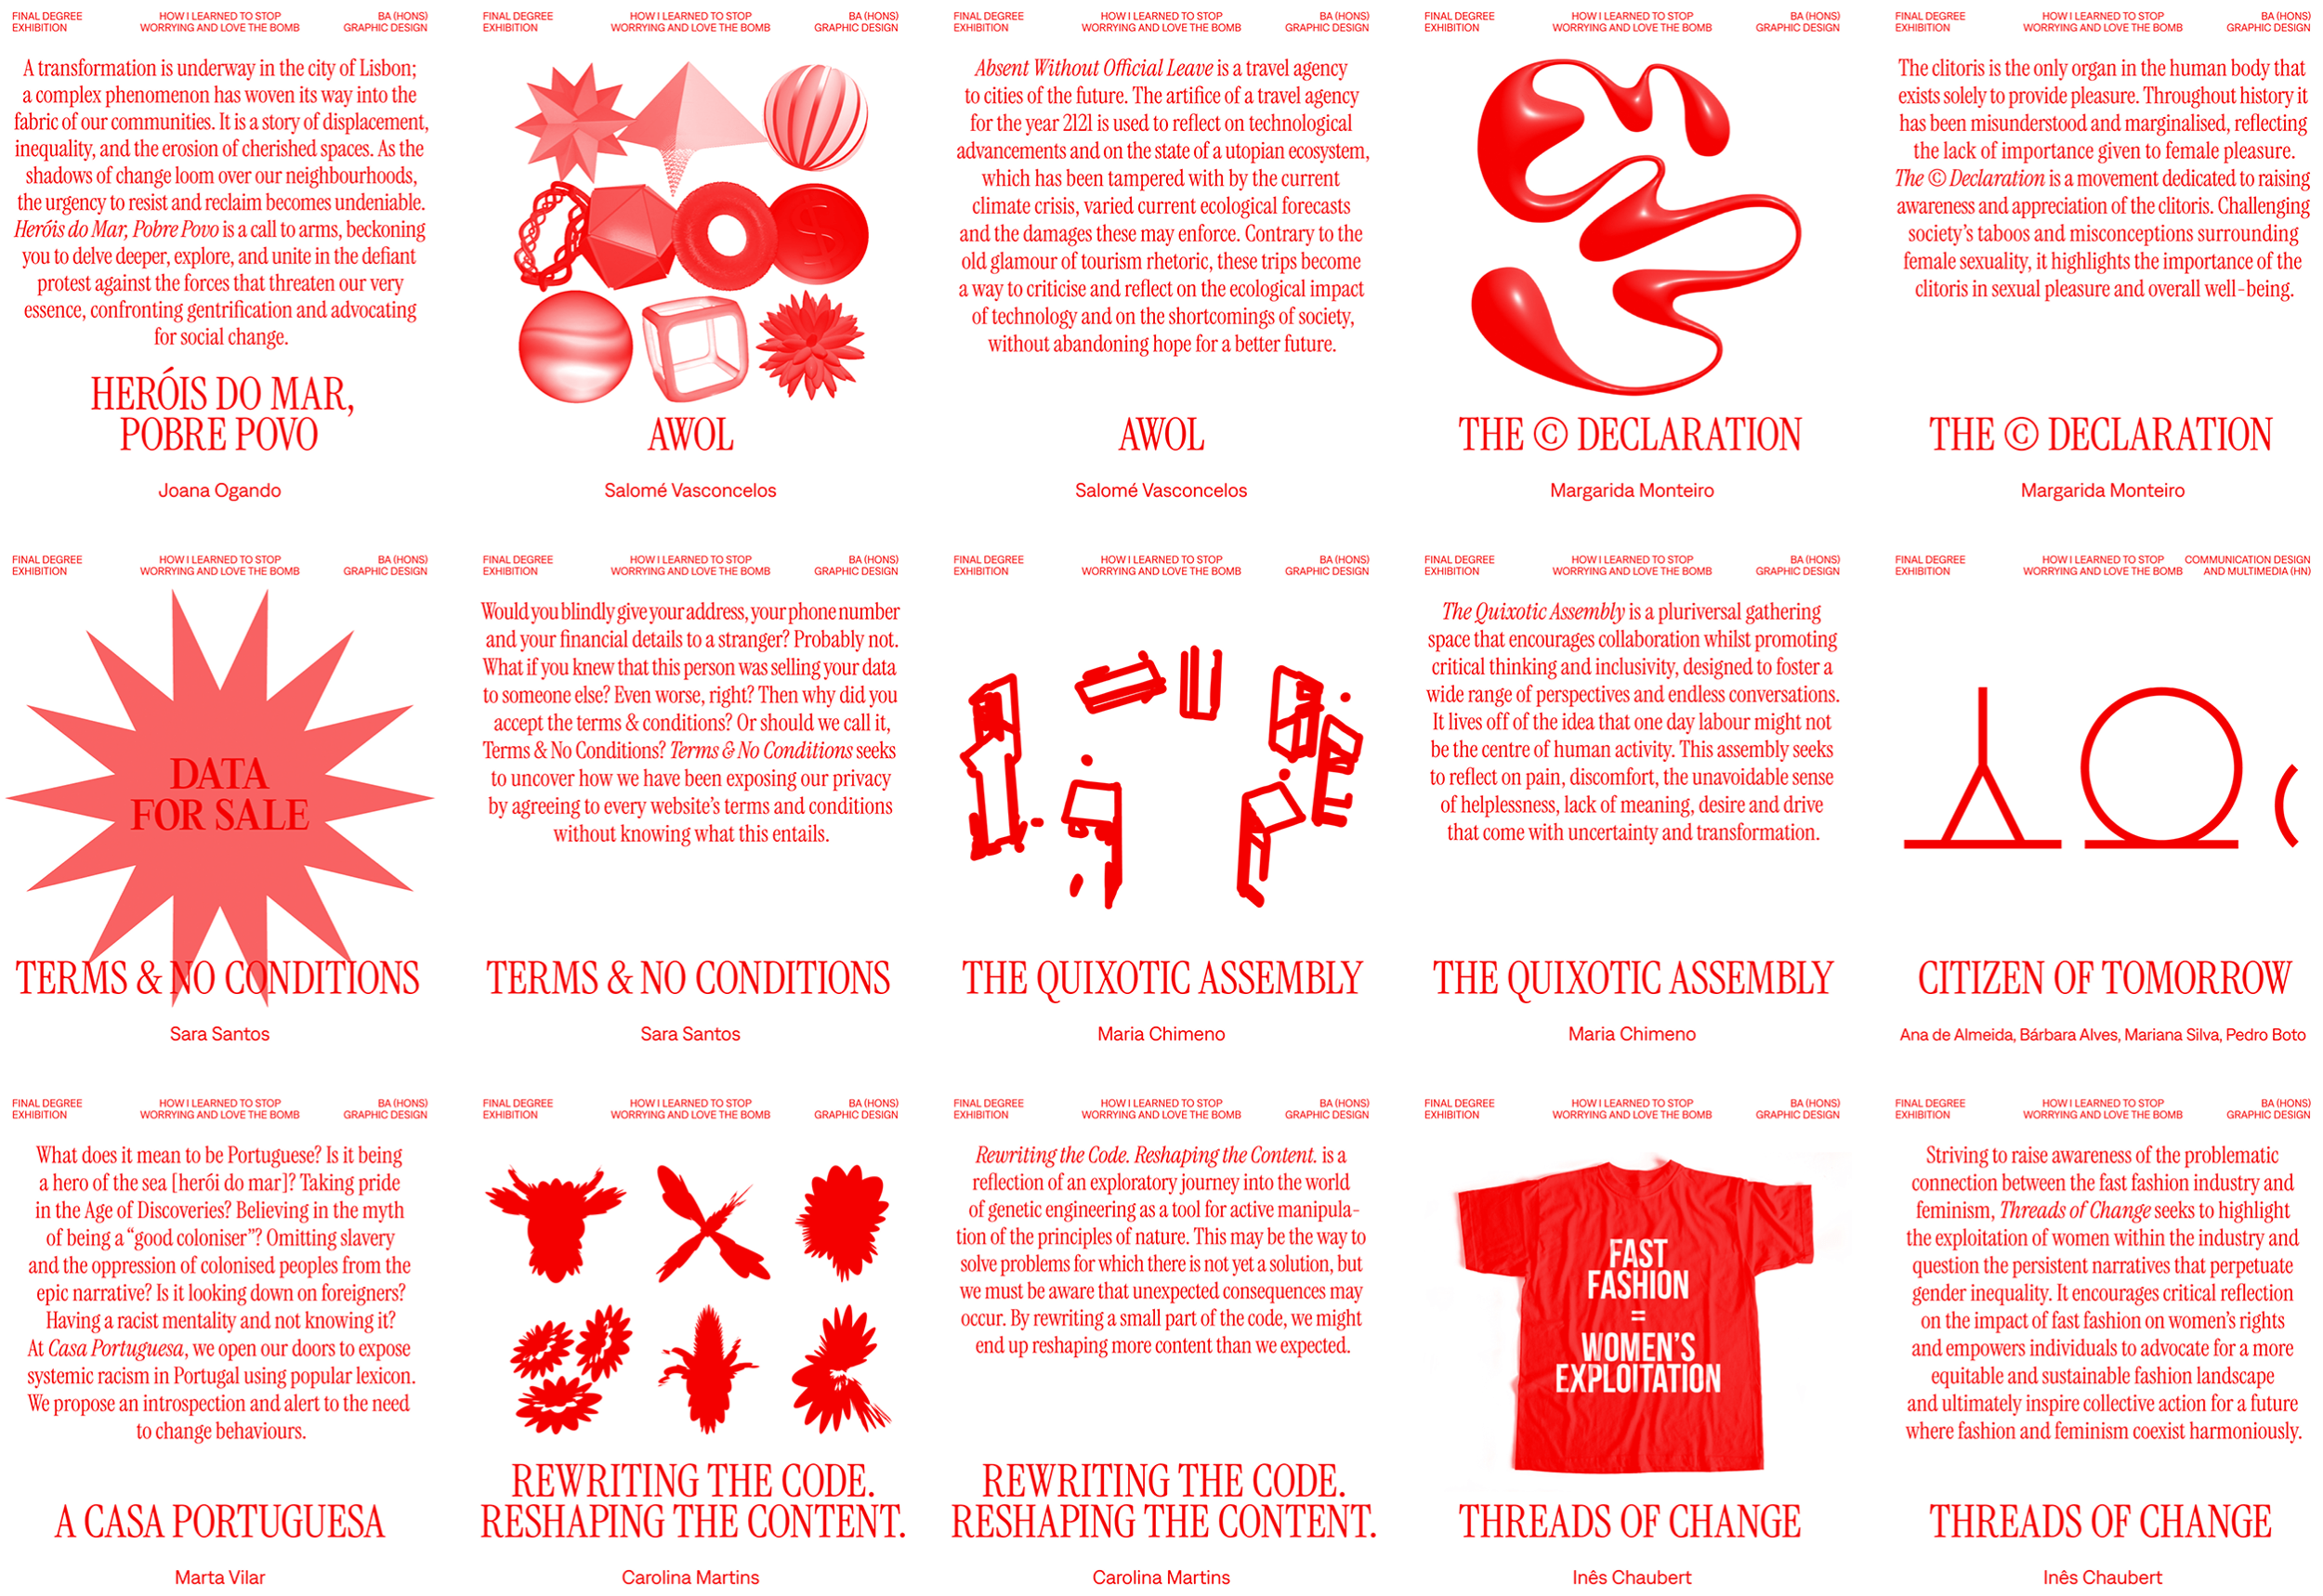 FINAL DEGREE
EXHIBITION
HOW I LEARNED TO STOP
WORRYING AND LOVE THE BOMB
BA (HONS)
GRAPHIC DESIGN
A transformation is underway in the city of Lisbon;
a complex phenomenon has woven its way into the
fabric of our communities. It is a story of displacement,
inequality, and the erosion of cherished spaces. As the
shadows of change loom over our neighbourhoods,
the urgency to resist and reclaim becomes undeniable.
Heróis do Mar, Pobre Povo is a call to arms, beckoning
you to delve deeper, explore, and unite in the defiant
protest against the forces that threaten our very
essence, confronting gentrification and advocating
for social change.
HERÓIS DO MAR,
POBRE POVO
Joana Ogando
FINAL DEGREE
EXHIBITION
HOW I LEARNED TO STOP
WORRYING AND LOVE THE BOMB
BA (HONS)
GRAPHIC DESIGN
$
AWOL
Salomé Vasconcelos
FINAL DEGREE
EXHIBITION
HOW I LEARNED TO STOP
WORRYING AND LOVE THE BOMB
BA (HONS)
GRAPHIC DESIGN
Absent Without Official Leave is a travel agency
to cities of the future. The artifice of a travel agency
for the year 2121 is used to reflect on technological
advancements and on the state of a utopian ecosystem,
which has been tampered with by the current
climate crisis, varied current ecological forecasts
and the damages these may enforce. Contrary to the
old glamour of tourism rhetoric, these trips become
a way to criticise and reflect on the ecological impact
of technology and on the shortcomings of society,
without abandoning hope for a better future.
AWOL
Salomé Vasconcelos
FINAL DEGREE
EXHIBITION
HOW I LEARNED TO STOP
WORRYING AND LOVE THE BOMB
BA (HONS)
GRAPHIC DESIGN
THE © DECLARATION
Margarida Monteiro
FINAL DEGREE
EXHIBITION
HOW I LEARNED TO STOP
WORRYING AND LOVE THE BOMB
BA (HONS)
GRAPHIC DESIGN
The clitoris is the only organ in the human body that
exists solely to provide pleasure. Throughout history it
has been misunderstood and marginalised, reflecting
the lack of importance given to female pleasure.
The © Declaration is a movement dedicated to raising
awareness and appreciation of the clitoris. Challenging
society's taboos and misconceptions surrounding
female sexuality, it highlights the importance of the
clitoris in sexual pleasure and overall well-being.
THE © DECLARATION
Margarida Monteiro
FINAL DEGREE
EXHIBITION
HOW I LEARNED TO STOP
WORRYING AND LOVE THE BOMB
BA (HONS)
GRAPHIC DESIGN
DATA
FOR SALE
TERMS & NO CONDITIONS
Sara Santos
FINAL DEGREE
EXHIBITION
HOW I LEARNED TO STOP
WORRYING AND LOVE THE BOMB
BA (HONS)
GRAPHIC DESIGN
Would you blindly give your address, your phone number
and your financial details to a stranger? Probably not.
What if you knew that this person was selling your data
to someone else? Even worse, right? Then why did you
accept the terms & conditions? Or should we call it,
Terms & No Conditions? Terms & No Conditions seeks
to uncover how we have been exposing our privacy
by agreeing to every website's terms and conditions
without knowing what this entails.
TERMS & NO CONDITIONS
Sara Santos
FINAL DEGREE
EXHIBITION
HOW I LEARNED TO STOP
WORRYING AND LOVE THE BOMB
BA (HONS)
GRAPHIC DESIGN
THE QUIXOTIC ASSEMBLY
Maria Chimeno
FINAL DEGREE
EXHIBITION
HOW I LEARNED TO STOP
WORRYING AND LOVE THE BOMB
BA (HONS)
GRAPHIC DESIGN
The Quixotic Assembly is a pluriversal gathering
space that encourages collaboration whilst promoting
critical thinking and inclusivity, designed to foster a
wide range of perspectives and endless conversations.
It lives off of the idea that one day labour might not
be the centre of human activity. This assembly seeks
to reflect on pain, discomfort, the unavoidable sense
of helplessness, lack of meaning, desire and drive
that come with uncertainty and transformation.
THE QUIXOTIC ASSEMBLY
Maria Chimeno
FINAL DEGREE
EXHIBITION
HOW I LEARNED TO STOP
WORRYING AND LOVE THE BOMB
COMMUNICATION DESIGN
AND MULTIMEDIA (HN)
CITIZEN OF TOMORROW
Ana de Almeida, Bárbara Alves, Mariana Silva, Pedro Boto
FINAL DEGREE
EXHIBITION
HOW I LEARNED TO STOP
WORRYING AND LOVE THE BOMB
BA (HONS)
GRAPHIC DESIGN
What does it mean to be Portuguese? Is it being
a hero of the sea [herói do mar]? Taking pride
in the Age of Discoveries? Believing in the myth
of being a “good coloniser”? Omitting slavery
and the oppression of colonised peoples from the
epic narrative? Is it looking down on foreigners?
Having a racist mentality and not knowing it?
At Casa Portuguesa, we open our doors to expose
systemic racism in Portugal using popular lexicon.
We propose an introspection and alert to the need
to change behaviours.
A CASA PORTUGUESA
Marta Vilar
FINAL DEGREE
EXHIBITION
HOW I LEARNED TO STOP
WORRYING AND LOVE THE BOMB
BA (HONS)
GRAPHIC DESIGN
REWRITING THE CODE.
RESHAPING THE CONTENT.
Carolina Martins
FINAL DEGREE
EXHIBITION
HOW I LEARNED TO STOP
WORRYING AND LOVE THE BOMB
BA (HONS)
GRAPHIC DESIGN
Rewriting the Code. Reshaping the Content. is a
reflection of an exploratory journey into the world
of genetic engineering as a tool for active manipula-
tion of the principles of nature. This may be the way to
solve problems for which there is not yet a solution, but
we must be aware that unexpected consequences may
occur. By rewriting a small part of the code, we might
end up reshaping more content than we expected.
REWRITING THE CODE.
RESHAPING THE CONTENT.
Carolina Martins
FINAL DEGREE
EXHIBITION
HOW I LEARNED TO STOP
WORRYING AND LOVE THE BOMB
BA (HONS)
GRAPHIC DESIGN
FAST
FASHION
=
WOMEN'S
EXPLOITATION
THREADS OF CHANGE
Inês Chaubert
FINAL DEGREE
EXHIBITION
HOW I LEARNED TO STOP
WORRYING AND LOVE THE BOMB
BA (HONS)
GRAPHIC DESIGN
Striving to raise awareness of the problematic
connection between the fast fashion industry and
feminism, Threads of Change seeks to highlight
the exploitation of women within the industry and
question the persistent narratives that perpetuate
gender inequality. It encourages critical reflection
on the impact of fast fashion on women's rights
and empowers individuals to advocate for a more
equitable and sustainable fashion landscape
and ultimately inspire collective action for a future
where fashion and feminism coexist harmoniously.
THREADS OF CHANGE
Inês Chaubert